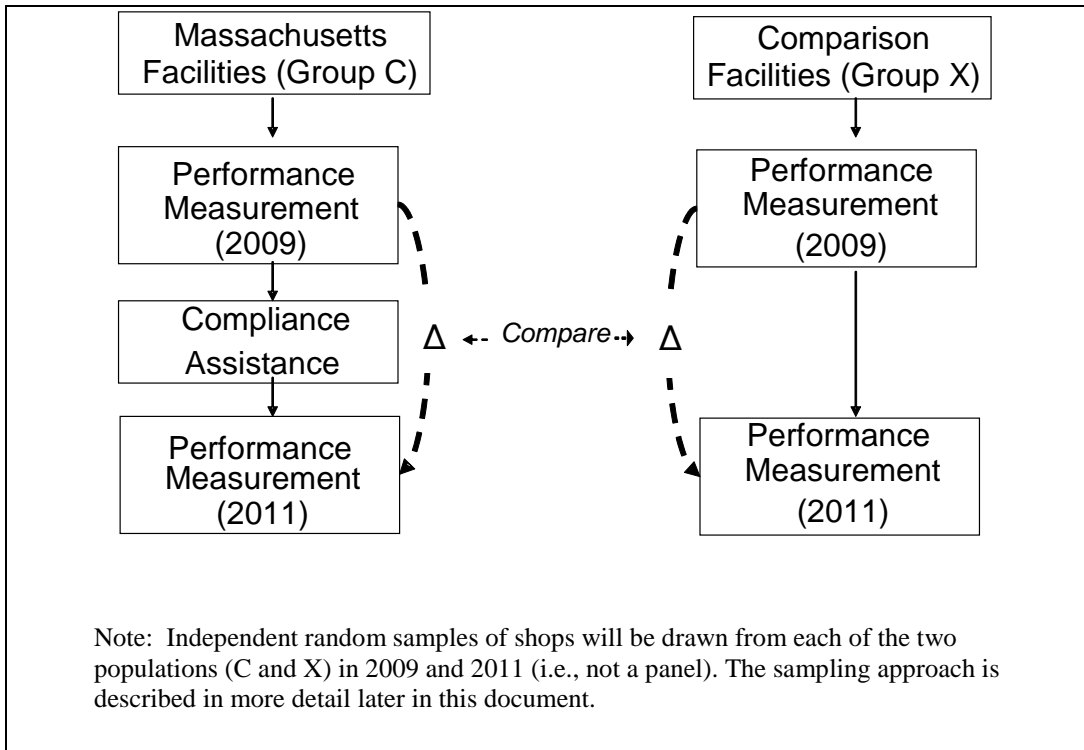 Massachusetts
Facilities (Group C)
Comparison
Facilities (Group X)
Performance
Measurement
(2009)
Performance
Measurement
(2009)
Compliance
Assistance
Δ
Compare
Δ
Performance
Measurement
(2011)
Performance
Measurement
(2011)
Note: Independent random samples of shops will be drawn from each of the two
populations (C and X) in 2009 and 2011 (i.e., not a panel). The sampling approach is
described in more detail later in this document.